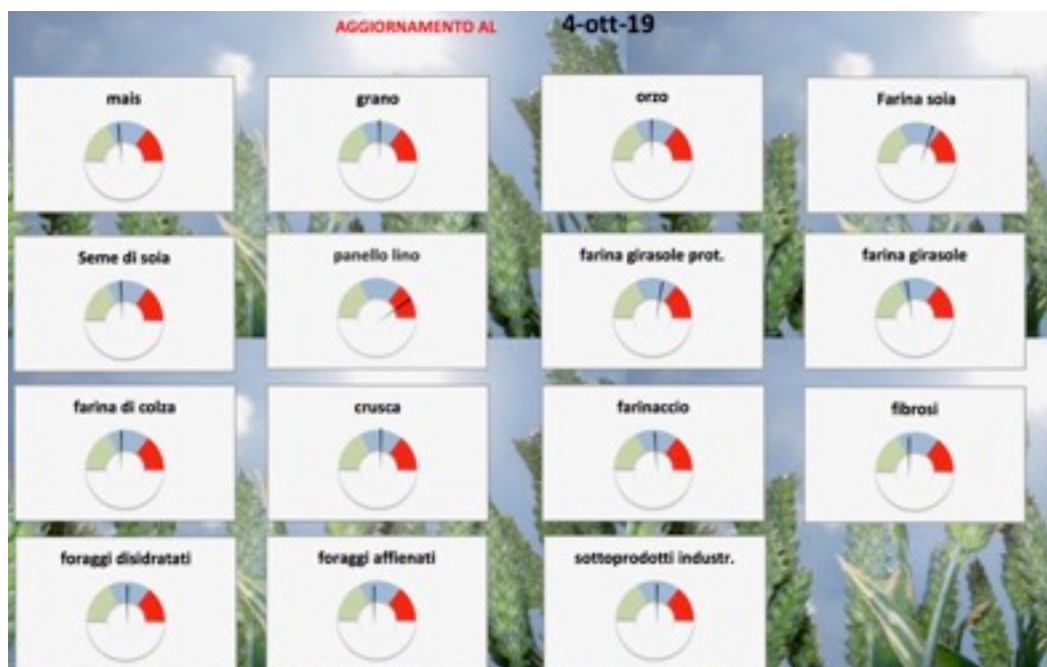 AGGIORNAMENTO AL 4-ott-19
mais
grano
orzo
Farina soia
Seme di soia
panello lino
farina girasole prot.
farina girasole
farina di colza
crusca
farinaccio
fibrosi
foraggi disidratati
foraggi affienati
sottoprodotti industr.